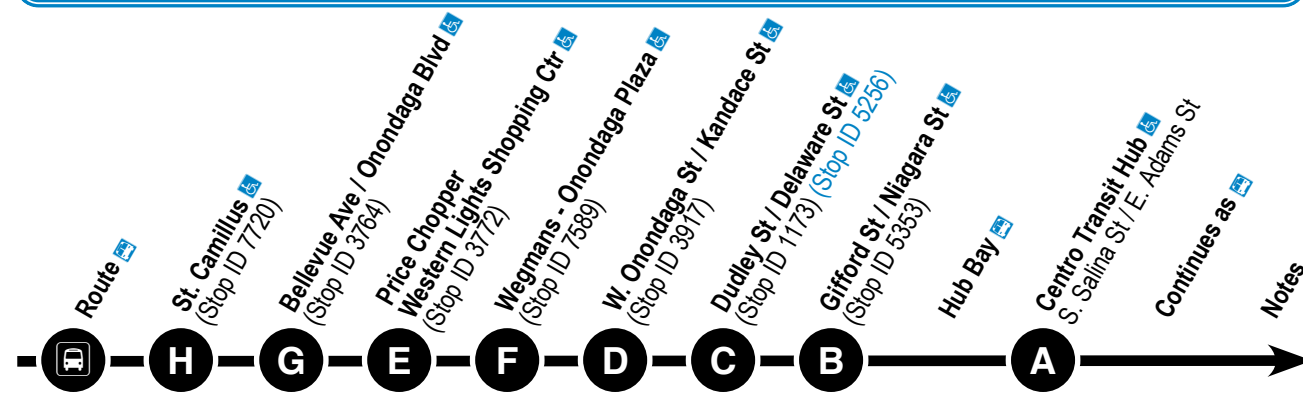 Route
St. Camillus
(Stop ID 7720)
Bellevue Ave / Onondaga Blvd
(Stop ID 3764)
Price Chopper
Western Lights Shopping Ctr
(Stop ID 3772)
Wegmans - Onondaga Plaza
(Stop ID 7589)
W. Onondaga St / Kandace St
(Stop ID 3917)
Dudley St / Delaware St
(Stop ID 1173) (Stop ID 5256)
Gifford St / Niagara St
(Stop ID 5353)
Hub Bay
Centro Transit Hub
S. Salina St / E. Adams St
Continues as
Notes
H G E F D C B A